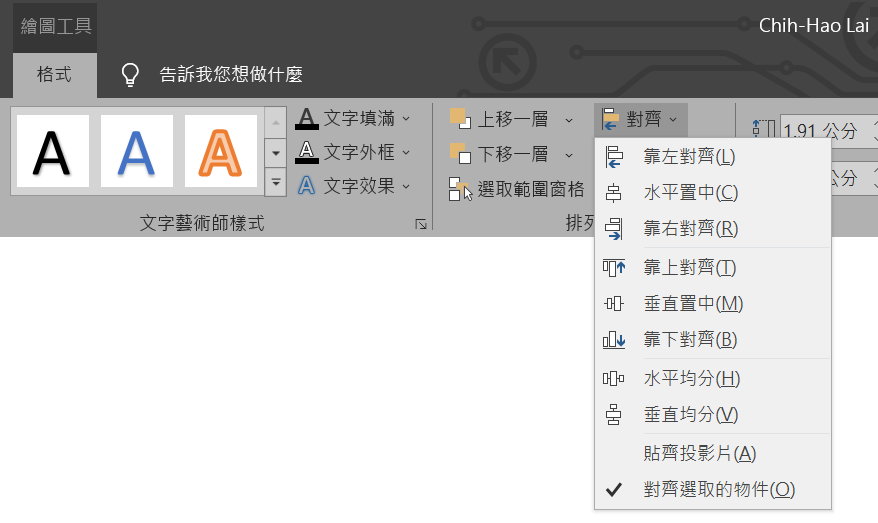 繪圖工具
Chih-Hao Lai
格式
告訴我您想做什麼
A A A
A 文字填滿
A 文字外框
A 文字效果
文字藝術師樣式
上移一層
下移一層
選取範圍窗格
排列
對齊
1.91 公分
公分
靠左對齊(L)
水平置中(C)
靠右對齊(R)
靠上對齊(T)
垂直置中(M)
靠下對齊(B)
水平均分(H)
垂直均分(V)
貼齊投影片(A)
對齊選取的物件(O)